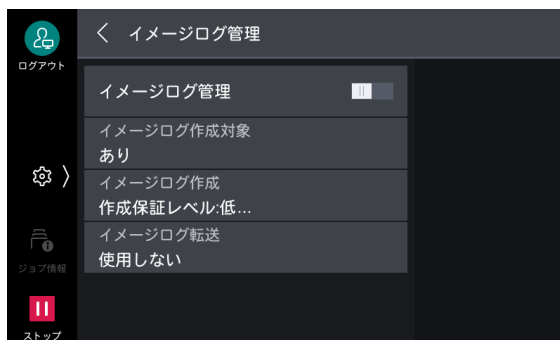 イメージログ管理
ログアウト
イメージログ管理
イメージログ作成対象
あり
イメージログ作成
作成保証レベル:低...
イメージログ転送
使用しない
ジョブ情報
ストップ